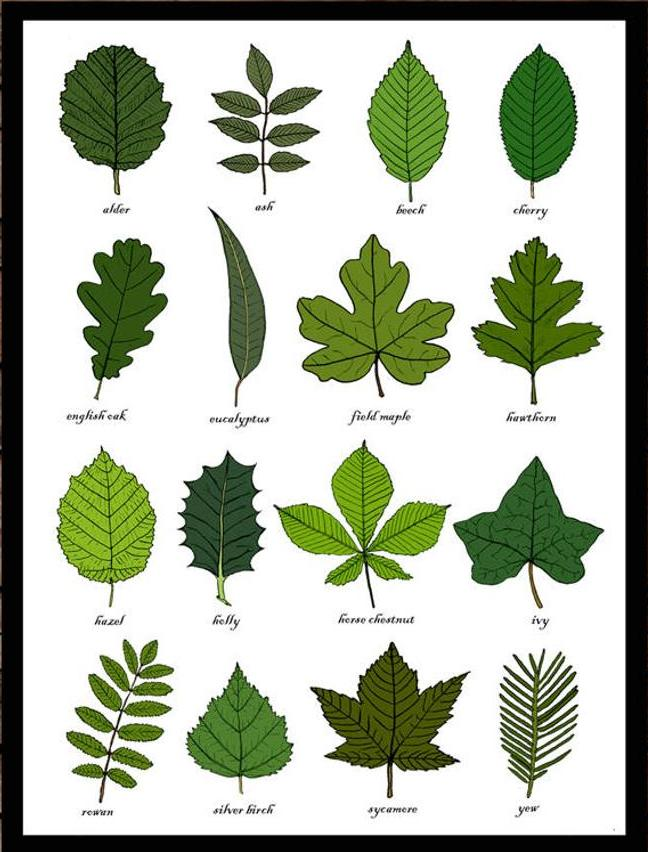 alder
ash
beech
cherry
english oak
eucalyptus
field maple
hawthorn
hazel
holly
horse chestnut
ivy
rowan
silver birch
sycamore
yew